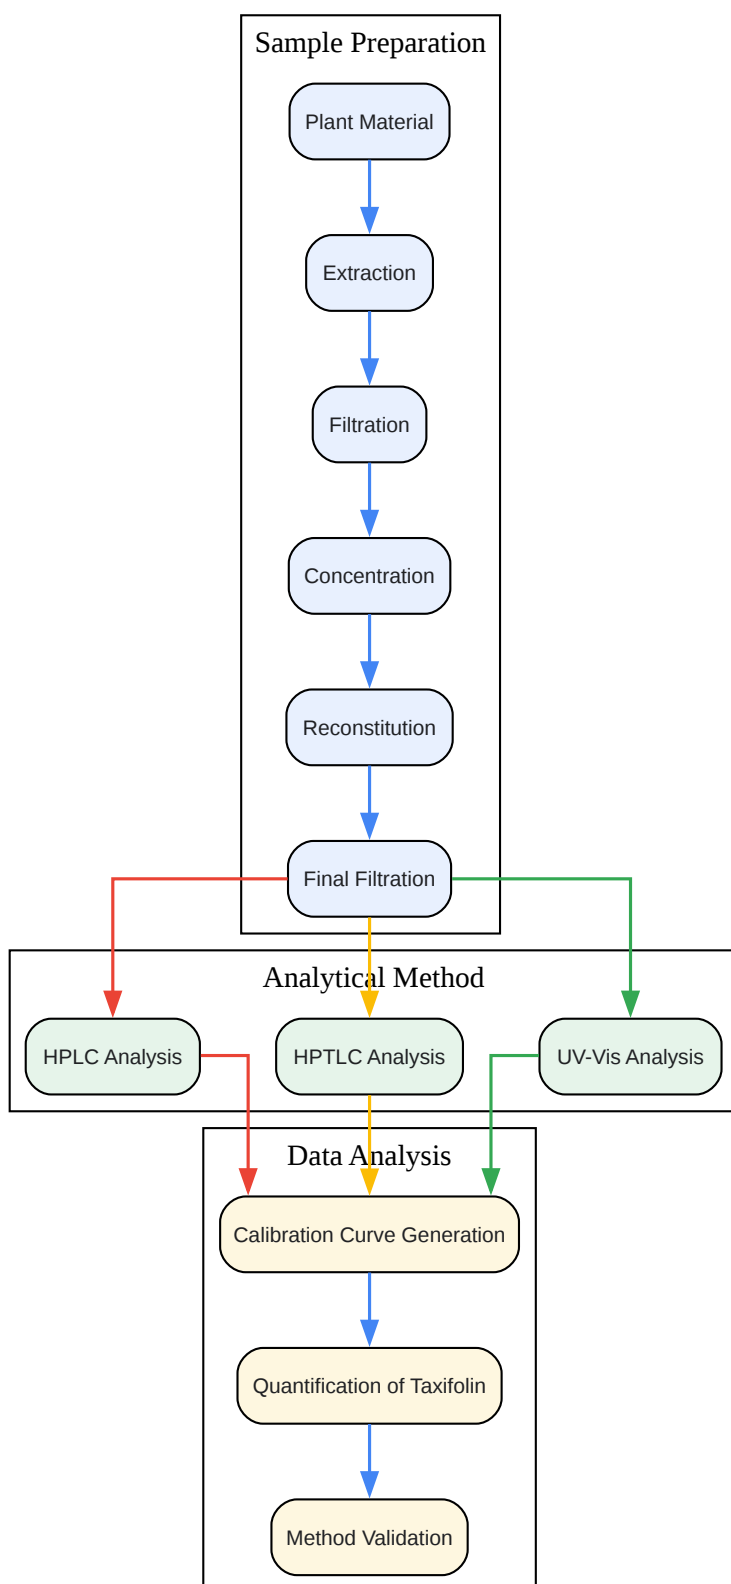 Sample Preparation
Plant Material
Extraction
Filtration
Concentration
Reconstitution
Final Filtration
Analytical Method
HPLC Analysis
HPTLC Analysis
UV-Vis Analysis
Data Analysis
Calibration Curve Generation
Quantification of Taxifolin
Method Validation